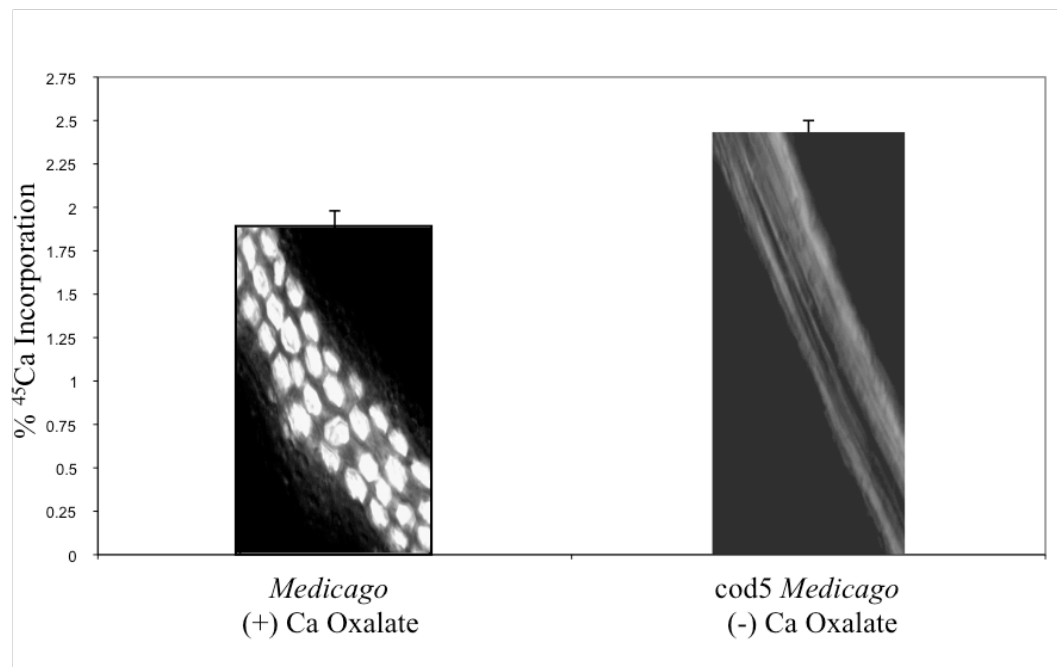 % ⁴⁵Ca Incorporation
2.75
2.5
2.25
2
1.75
1.5
1.25
1
0.75
0.5
0.25
0
Medicago
(+) Ca Oxalate
cod5 Medicago
(-) Ca Oxalate